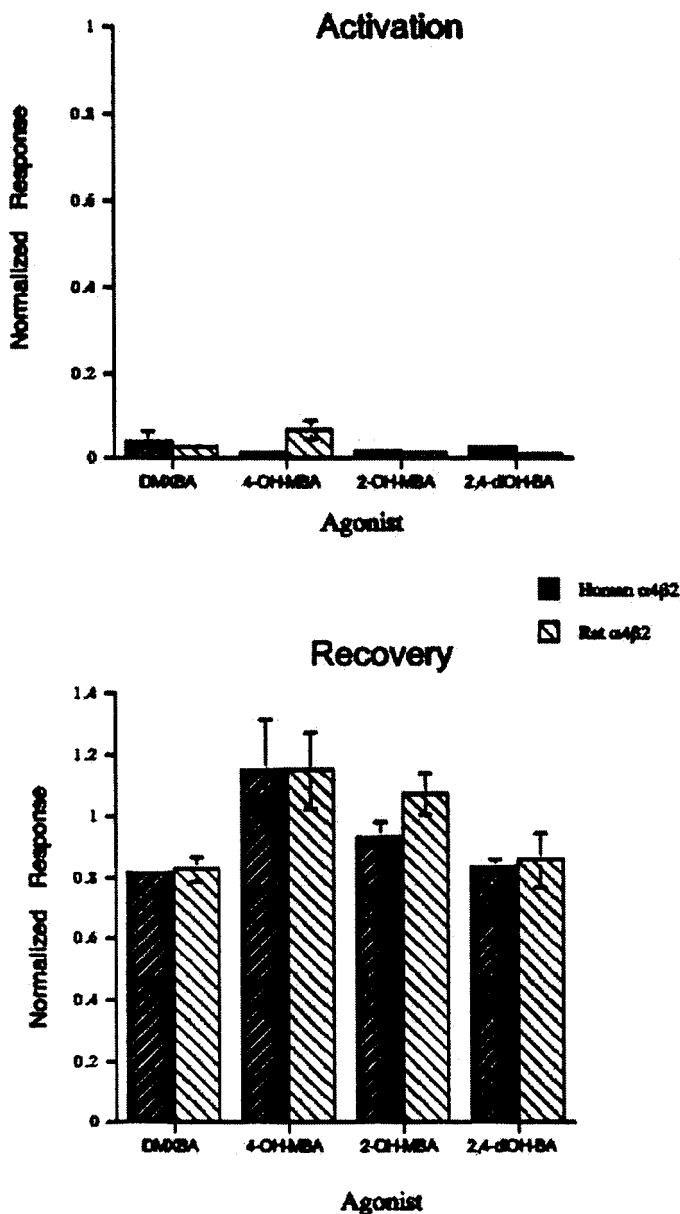 Activation
Normalized Response
1
0.8
0.6
0.4
0.2
0
DMXBA
4-OH-MBA
2-OH-MBA
2,4-diOH-BA
Agonist
Human α4β2
Rat α4β2
Recovery
Normalized Response
1.4
1.2
1
0.8
0.6
0.4
0.2
0
DMXBA
4-OH-MBA
2-OH-MBA
2,4-diOH-BA
Agonist